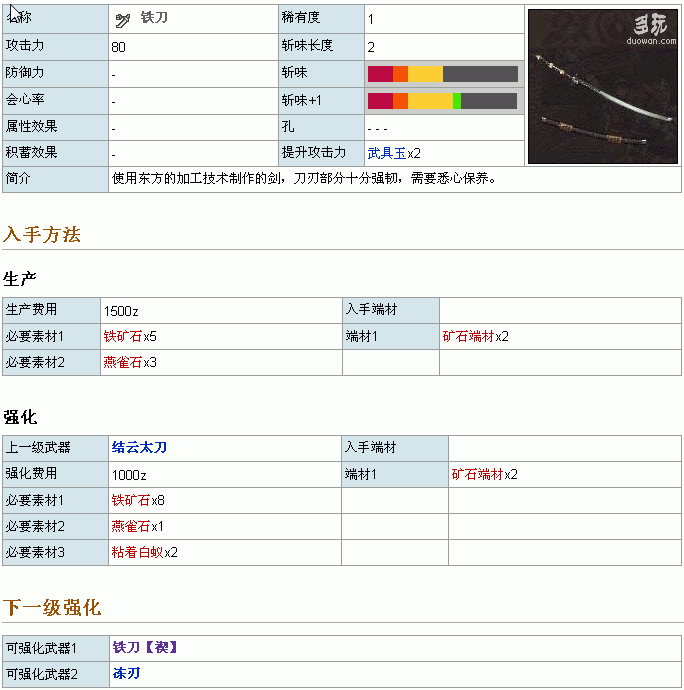 名称 铁刀 稀有度 1
攻击力 80 斩味长度 2
防御力 - 斩味
会心率 - 斩味+1
属性效果 - 孔 ---
积蓄效果 - 提升攻击力 武具玉x2
简介 使用东方的加工技术制作的剑，刀刃部分十分强韧，需要悉心保养。
多玩
duowan.com
入手方法
生产
生产费用 1500z 入手端材
必要素材1 铁矿石x5 端材1 矿石端材x2
必要素材2 燕雀石x3
强化
上一级武器 结云太刀 入手端材
强化费用 1000z 端材1 矿石端材x2
必要素材1 铁矿石x8
必要素材2 燕雀石x1
必要素材3 粘着白蚁x2
下一级强化
可强化武器1 铁刀【禊】
可强化武器2 冻刃